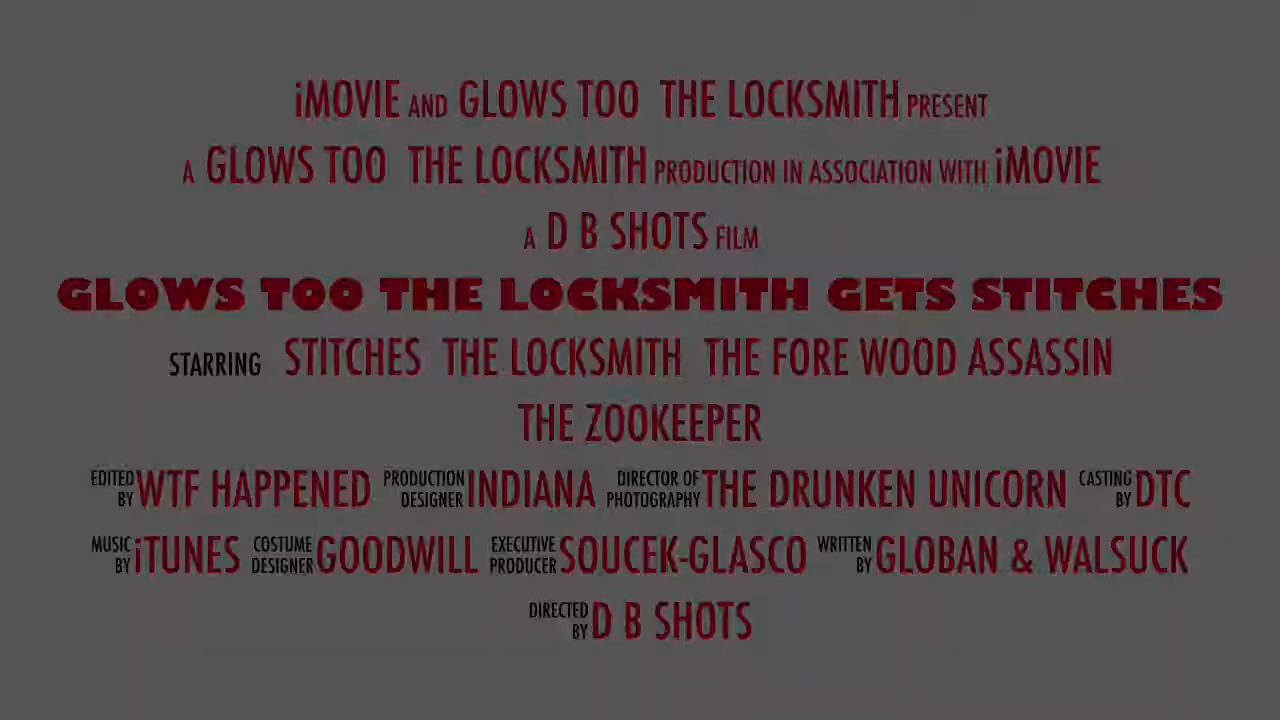 iMOVIE AND GLOWS TOO THE LOCKSMITH PRESENT
A GLOWS TOO THE LOCKSMITH PRODUCTION IN ASSOCIATION WITH iMOVIE
A D B SHOTS FILM
GLOWS TOO THE LOCKSMITH GETS STITCHES
STARRING STITCHES THE LOCKSMITH THE FORE WOOD ASSASSIN
THE ZOOKEEPER
EDITED BY WTF HAPPENED PRODUCTION DESIGNER INDIANA DIRECTOR OF PHOTOGRAPHY THE DRUNKEN UNICORN CASTING BY DTC
MUSIC BY iTUNES COSTUME DESIGNER GOODWILL EXECUTIVE PRODUCER SOUCEK-GLASCO WRITTEN BY GLOBAN & WALSUCK
DIRECTED BY D B SHOTS